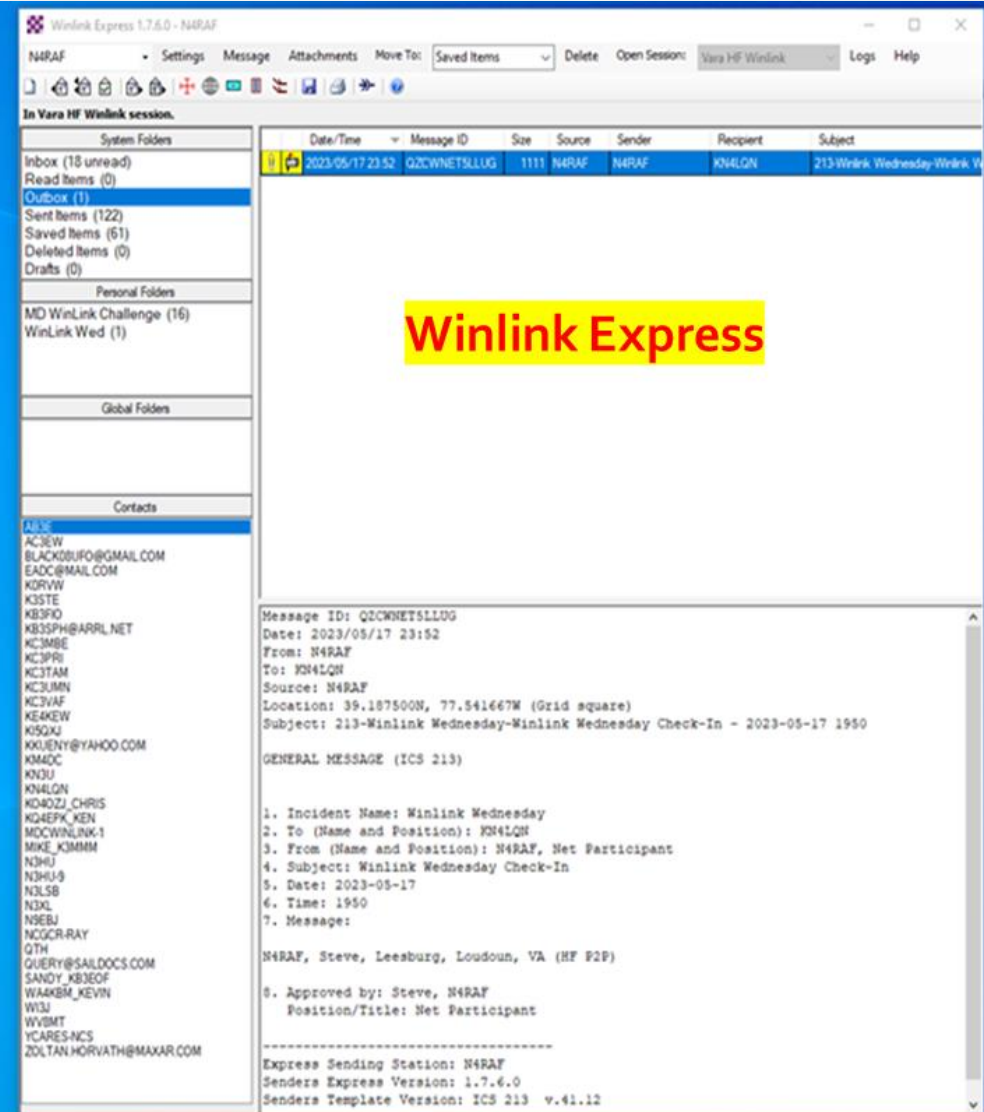 Winlink Express 1.7.6.0 - N4RAF
N4RAF Settings Message Attachments Move To: Saved Items Delete Open Session: Vara HF Winlink Logs Help
In Vara HF Winlink session.
System Folders
Inbox (18 unread)
Read Items (0)
Outbox (1)
Sent Items (122)
Saved Items (61)
Deleted Items (0)
Drafts (0)
Personal Folders
MD WinLink Challenge (16)
WinLink Wed (1)
Global Folders
Contacts
AB3E
AC3EW
BLACK08UFO@GMAIL.COM
EADC@MAIL.COM
K0RVW
K3STE
KB3FIO
KB3SPH@ARRL.NET
KC3MBE
KC3PRI
KC3TAM
KC3UMN
KC3VAF
KE4KEW
KI5QXJ
KKUENY@YAHOO.COM
KM4DC
KN3U
KN4LQN
KO4OZJ_CHRIS
KQ4EPK_KEN
MDCWINLINK-1
MIKE_K3MMM
N3HU
N3HU-9
N3LSB
N3XL
N9EBJ
NCGCR-RAY
QTH
QUERY@SAILDOCS.COM
SANDY_KB3EOF
WA4KBM_KEVIN
WI3J
WV8MT
YCARES-NCS
ZOLTAN.HORVATH@MAXAR.COM
Date/Time Message ID Size Source Sender Recipient Subject
2023/05/17 23:52 QZCWNET5LLUG 1111 N4RAF N4RAF KN4LQN 213-Winlink Wednesday-Winlink W
Winlink Express
Message ID: QZCWNET5LLUG
Date: 2023/05/17 23:52
From: N4RAF
To: KN4LQN
Source: N4RAF
Location: 39.187500N, 77.541667W (Grid square)
Subject: 213-Winlink Wednesday-Winlink Wednesday Check-In - 2023-05-17 1950
GENERAL MESSAGE (ICS 213)
1. Incident Name: Winlink Wednesday
2. To (Name and Position): KN4LQN
3. From (Name and Position): N4RAF, Net Participant
4. Subject: Winlink Wednesday Check-In
5. Date: 2023-05-17
6. Time: 1950
7. Message:
N4RAF, Steve, Leesburg, Loudoun, VA (HF P2P)
8. Approved by: Steve, N4RAF
Position/Title: Net Participant
------------------------------------
Express Sending Station: N4RAF
Senders Express Version: 1.7.6.0
Senders Template Version: ICS 213 v.41.12